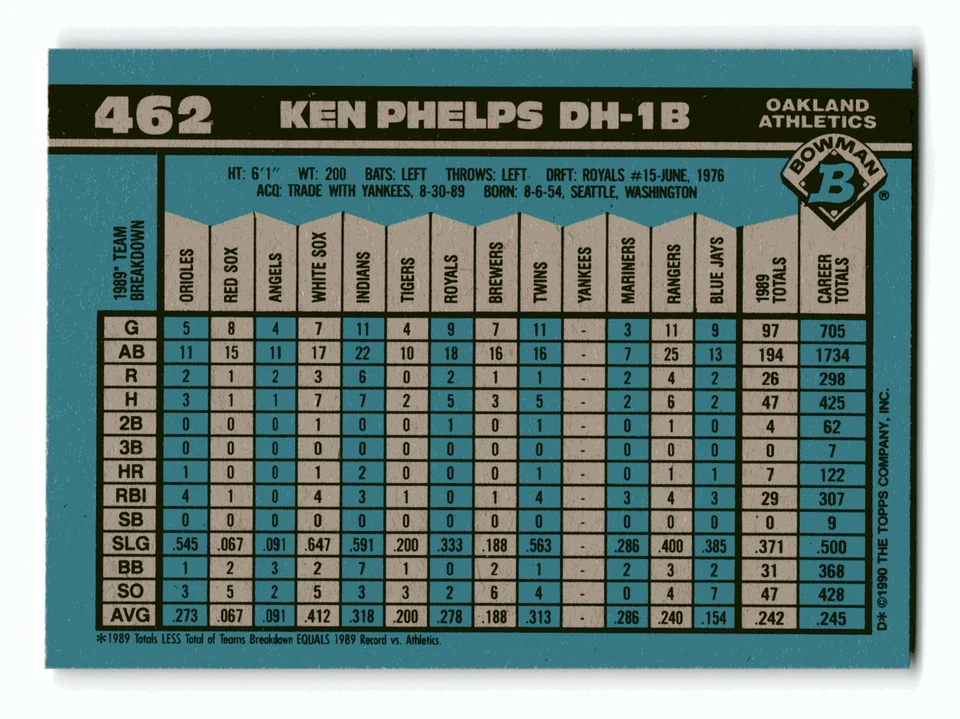 462 KEN PHELPS DH-1B OAKLAND ATHLETICS
BOWMAN B ®
HT: 6'1" WT: 200 BATS: LEFT THROWS: LEFT DRFT: ROYALS #15-JUNE, 1976
ACQ: TRADE WITH YANKEES, 8-30-89 BORN: 8-6-54, SEATTLE, WASHINGTON
1989* TEAM BREAKDOWN ORIOLES RED SOX ANGELS WHITE SOX INDIANS TIGERS ROYALS BREWERS TWINS YANKEES MARINERS RANGERS BLUE JAYS 1989 TOTALS CAREER TOTALS
G 5 8 4 7 11 4 9 7 11 - 3 11 9 97 705
AB 11 15 11 17 22 10 18 16 16 - 7 25 13 194 1734
R 2 1 2 3 6 0 2 1 1 - 2 4 2 26 298
H 3 1 1 7 7 2 5 3 5 - 2 6 2 47 425
2B 0 0 0 1 0 0 1 0 1 - 0 1 0 4 62
3B 0 0 0 0 0 0 0 0 0 - 0 0 0 0 7
HR 1 0 0 1 2 0 0 0 1 - 0 1 1 7 122
RBI 4 1 0 4 3 1 0 1 4 - 3 4 3 29 307
SB 0 0 0 0 0 0 0 0 0 - 0 0 0 0 9
SLG .545 .067 .091 .647 .591 .200 .333 .188 .563 - .286 .400 .385 .371 .500
BB 1 2 3 2 7 1 0 2 1 - 2 3 2 31 368
SO 3 5 2 5 3 3 2 6 4 - 0 4 7 47 428
AVG .273 .067 .091 .412 .318 .200 .278 .188 .313 - .286 .240 .154 .242 .245
*1989 Totals LESS Total of Teams Breakdown EQUALS 1989 Record vs. Athletics.
D* ©1990 THE TOPPS COMPANY, INC.